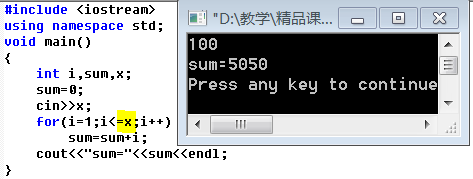 #include <iostream>
using namespace std;
void main()
{
int i,sum,x;
sum=0;
cin>>x;
for(i=1;i<=x;i++)
sum=sum+i;
cout<<"sum="<<sum<<endl;
}
"D:\教学\精品课...
100
sum=5050
Press any key to continue